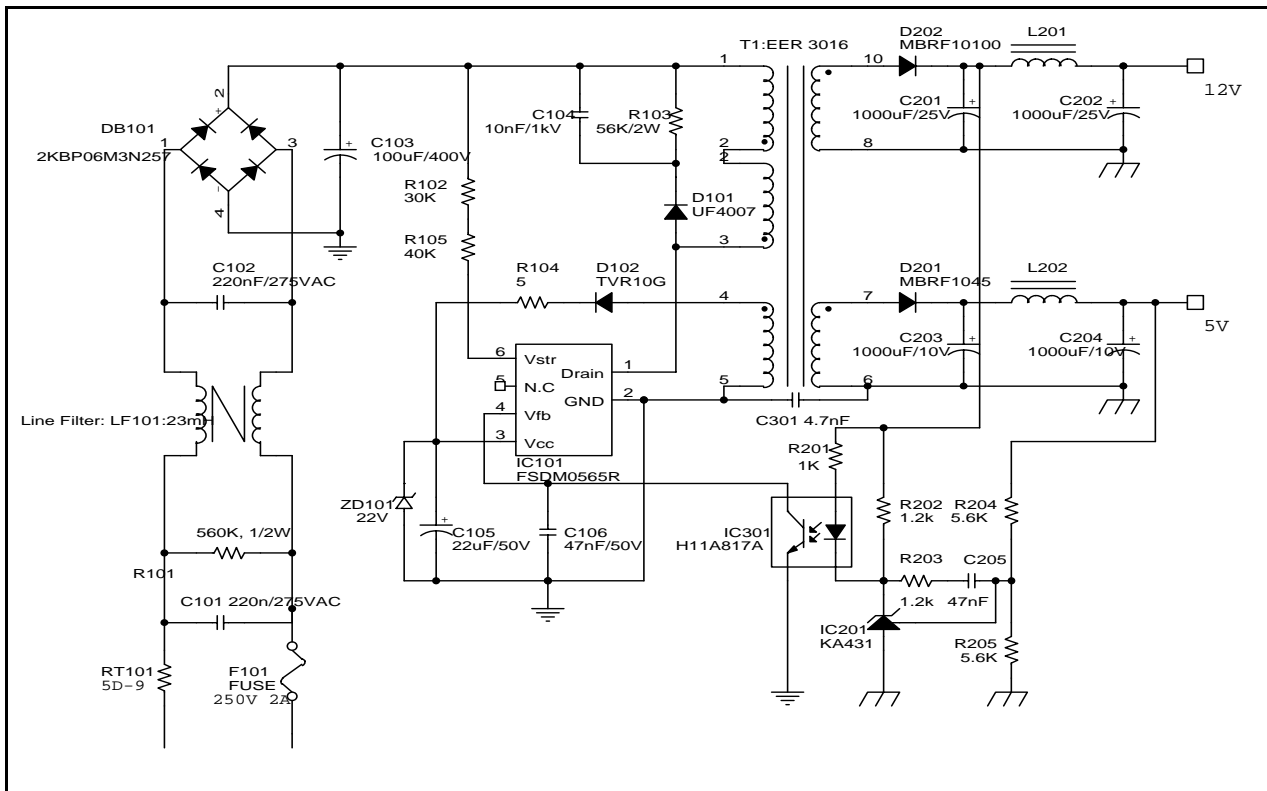 D202
MBRF10100
L201
T1:EER 3016
1
10
12V
2
C104
10nF/1kV
R103
56K/2W
C201
1000uF/25V
C202
1000uF/25V
+
DB101
1
3
2KBP06M3N257
C103
100uF/400V
+
2
2
8
-
4
R102
30K
D101
UF4007
R105
40K
3
C102
220nF/275VAC
R104
5
D102
TVR10G
4
7
D201
MBRF1045
L202
5V
C203
1000uF/10V
+
C204
1000uF/10V
+
6
Vstr
Drain
1
5
N.C
GND
2
4
Vfb
3
Vcc
5
6
C301 4.7nF
IC101
FSDM0565R
Line Filter: LF101:23mH
R201
1K
ZD101
22V
C105
22uF/50V
+
C106
47nF/50V
IC301
H11A817A
R202
1.2k
R204
5.6K
560K, 1/2W
R101
R203
1.2k
C205
47nF
C101 220n/275VAC
IC201
KA431
R205
5.6K
RT101
5D-9
F101
FUSE
250V 2A